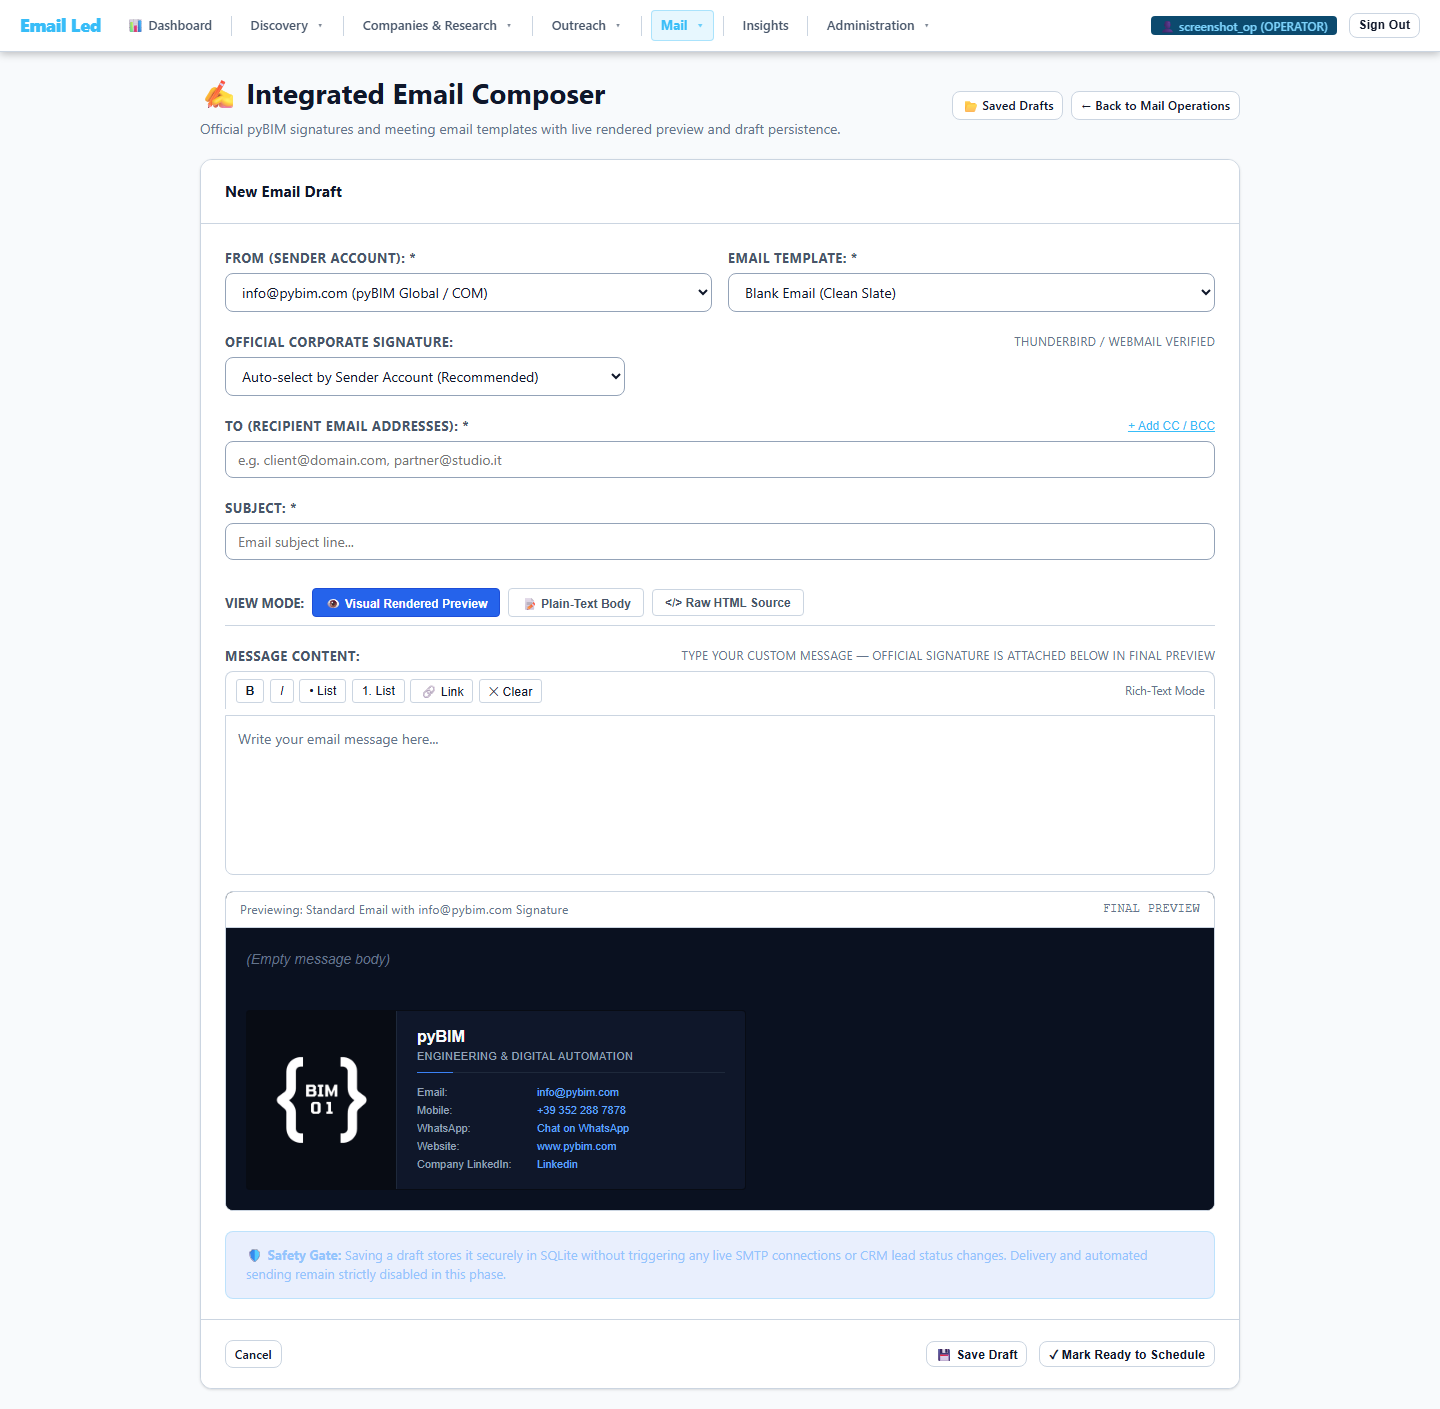 Email Led
📊 Dashboard
Discovery ▾
Companies & Research ▾
Outreach ▾
Mail ▾
Insights
Administration ▾
👤 screenshot_op (OPERATOR)
Sign Out
✍️ Integrated Email Composer
Official pyBIM signatures and meeting email templates with live rendered preview and draft persistence.
📁 Saved Drafts
← Back to Mail Operations
New Email Draft
FROM (SENDER ACCOUNT): *
info@pybim.com (pyBIM Global / COM)
EMAIL TEMPLATE: *
Blank Email (Clean Slate)
OFFICIAL CORPORATE SIGNATURE:
THUNDERBIRD / WEBMAIL VERIFIED
Auto-select by Sender Account (Recommended)
TO (RECIPIENT EMAIL ADDRESSES): *
+ Add CC / BCC
e.g. client@domain.com, partner@studio.it
SUBJECT: *
Email subject line...
VIEW MODE:
👁️ Visual Rendered Preview
📝 Plain-Text Body
</> Raw HTML Source
MESSAGE CONTENT:
TYPE YOUR CUSTOM MESSAGE — OFFICIAL SIGNATURE IS ATTACHED BELOW IN FINAL PREVIEW
B
I
• List
1. List
🔗 Link
❌ Clear
Rich-Text Mode
Write your email message here...
Previewing: Standard Email with info@pybim.com Signature
FINAL PREVIEW
(Empty message body)
BIM
01
pyBIM
ENGINEERING & DIGITAL AUTOMATION
Email: info@pybim.com
Mobile: +39 352 288 7878
WhatsApp: Chat on WhatsApp
Website: www.pybim.com
Company LinkedIn: Linkedin
🛡️ Safety Gate: Saving a draft stores it securely in SQLite without triggering any live SMTP connections or CRM lead status changes. Delivery and automated
sending remain strictly disabled in this phase.
Cancel
💾 Save Draft
✓ Mark Ready to Schedule